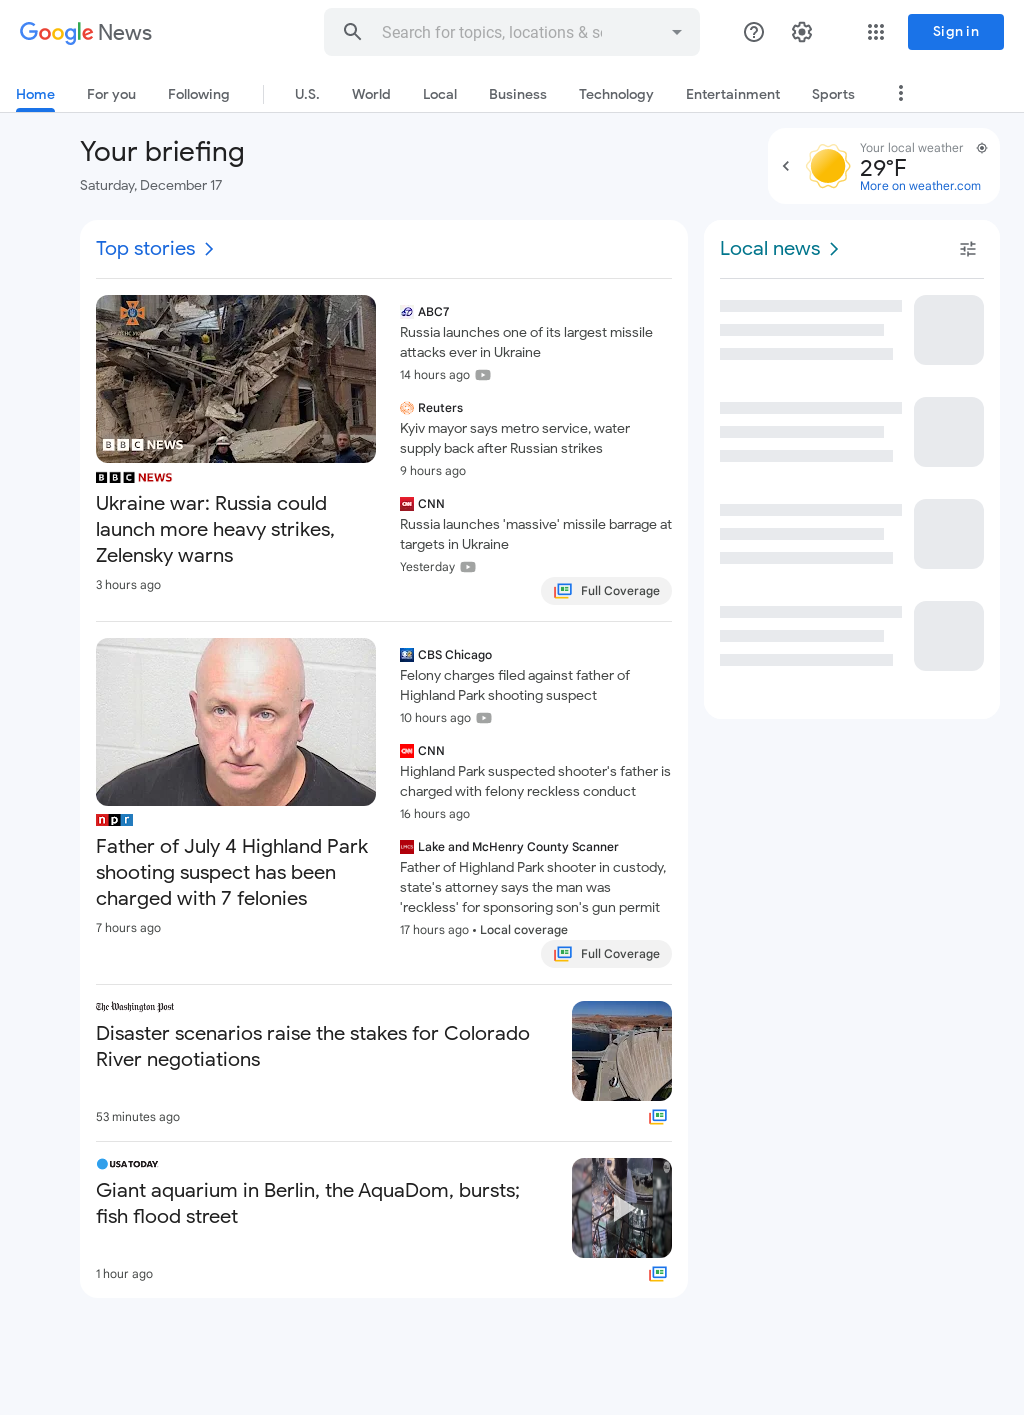 Google News
Search for topics, locations & so
Sign in
Home
For you
Following
U.S.
World
Local
Business
Technology
Entertainment
Sports
Your briefing
Saturday, December 17
Your local weather
29°F
More on weather.com
Top stories
BBC NEWS
BBC NEWS
Ukraine war: Russia could
launch more heavy strikes,
Zelensky warns
3 hours ago
ABC7
Russia launches one of its largest missile
attacks ever in Ukraine
14 hours ago
Reuters
Kyiv mayor says metro service, water
supply back after Russian strikes
9 hours ago
CNN
CNN
Russia launches 'massive' missile barrage at
targets in Ukraine
Yesterday
Full Coverage
npr
Father of July 4 Highland Park
shooting suspect has been
charged with 7 felonies
7 hours ago
CBS Chicago
Felony charges filed against father of
Highland Park shooting suspect
10 hours ago
CNN
CNN
Highland Park suspected shooter's father is
charged with felony reckless conduct
16 hours ago
Lake and McHenry County Scanner
Father of Highland Park shooter in custody,
state's attorney says the man was
'reckless' for sponsoring son's gun permit
17 hours ago • Local coverage
Full Coverage
The Washington Post
Disaster scenarios raise the stakes for Colorado
River negotiations
53 minutes ago
USA TODAY
Giant aquarium in Berlin, the AquaDom, bursts;
fish flood street
1 hour ago
Local news